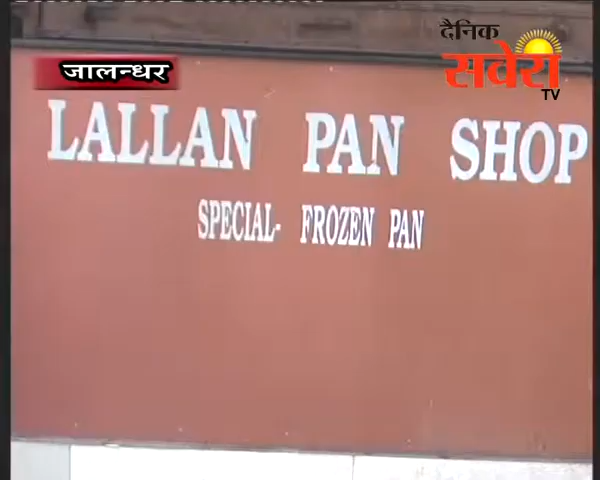 दैनिक
सवेरा
TV
जालन्धर
LALLAN PAN SHOP
SPECIAL- FROZEN PAN